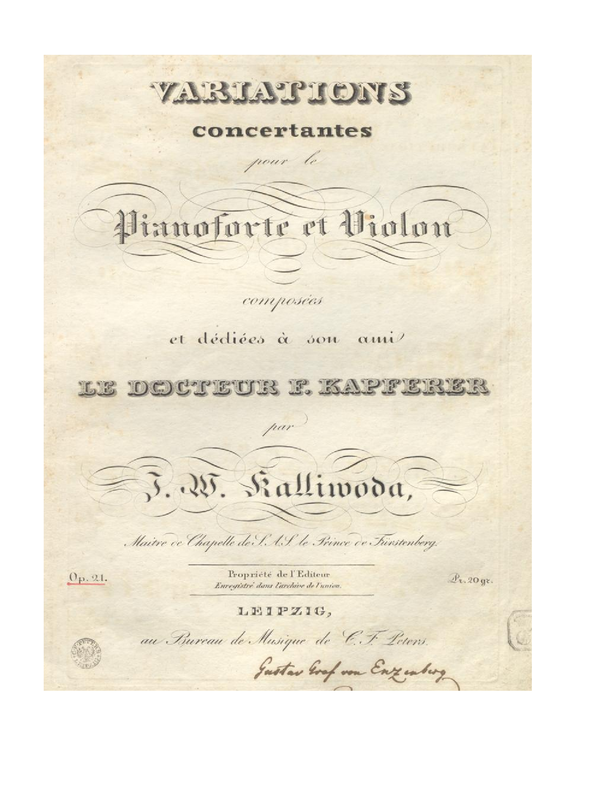 VARIATIONS
concertantes
pour le
Pianoforte et Violon
composées
et dédiées à son ami
LE DOCTEUR F. KAPFERER
par
J. W. Kalliwoda,
Maître de Chapelle de S.A.S. le Prince de Furstenberg.
Op. 21.
Propriété de l'Editeur.
Pr. 20 gr.
Enregistré dans l'archive de l'union.
LEIPZIG,
au Bureau de Musique de C. F. Peters.
Gustav Graf von Enzenberg